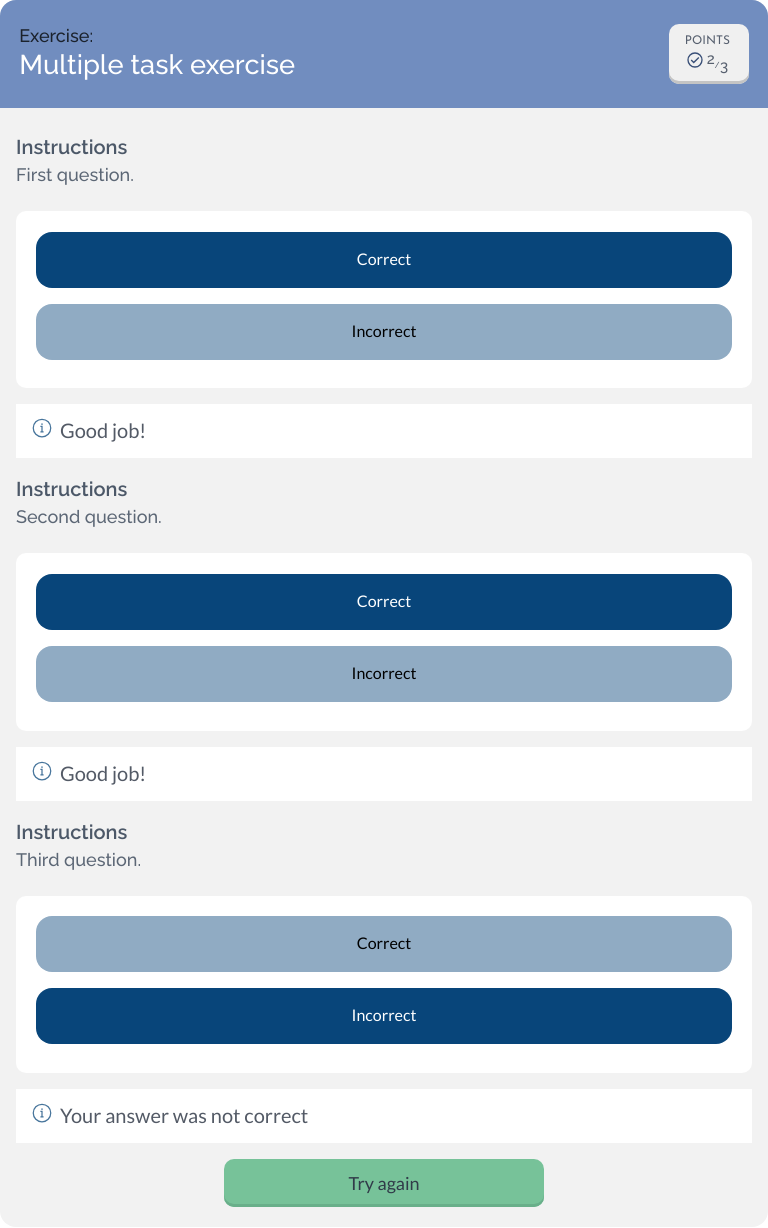 Exercise:
Multiple task exercise
POINTS
2/3
Instructions
First question.
Correct
Incorrect
Good job!
Instructions
Second question.
Correct
Incorrect
Good job!
Instructions
Third question.
Correct
Incorrect
Your answer was not correct
Try again